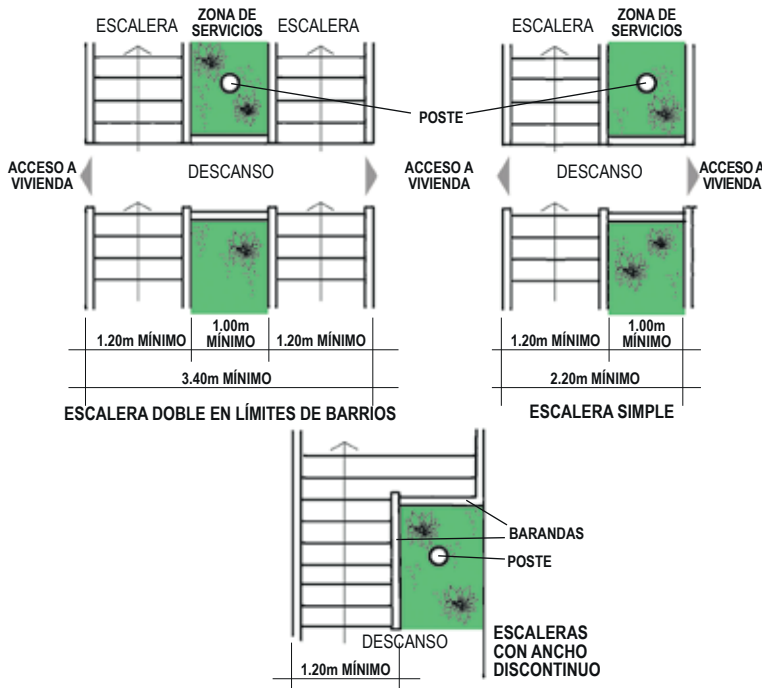 ESCALERA
ZONA DE
SERVICIOS
ESCALERA
ESCALERA
ZONA DE
SERVICIOS
POSTE
ACCESO A
VIVIENDA
DESCANSO
ACCESO A
VIVIENDA
DESCANSO
ACCESO A
VIVIENDA
1.20m MÍNIMO
1.00m
MÍNIMO
1.20m MÍNIMO
3.40m MÍNIMO
1.20m MÍNIMO
1.00m
MÍNIMO
2.20m MÍNIMO
ESCALERA DOBLE EN LÍMITES DE BARRIOS
ESCALERA SIMPLE
BARANDAS
POSTE
DESCANSO
1.20m MÍNIMO
ESCALERAS
CON ANCHO
DISCONTINUO